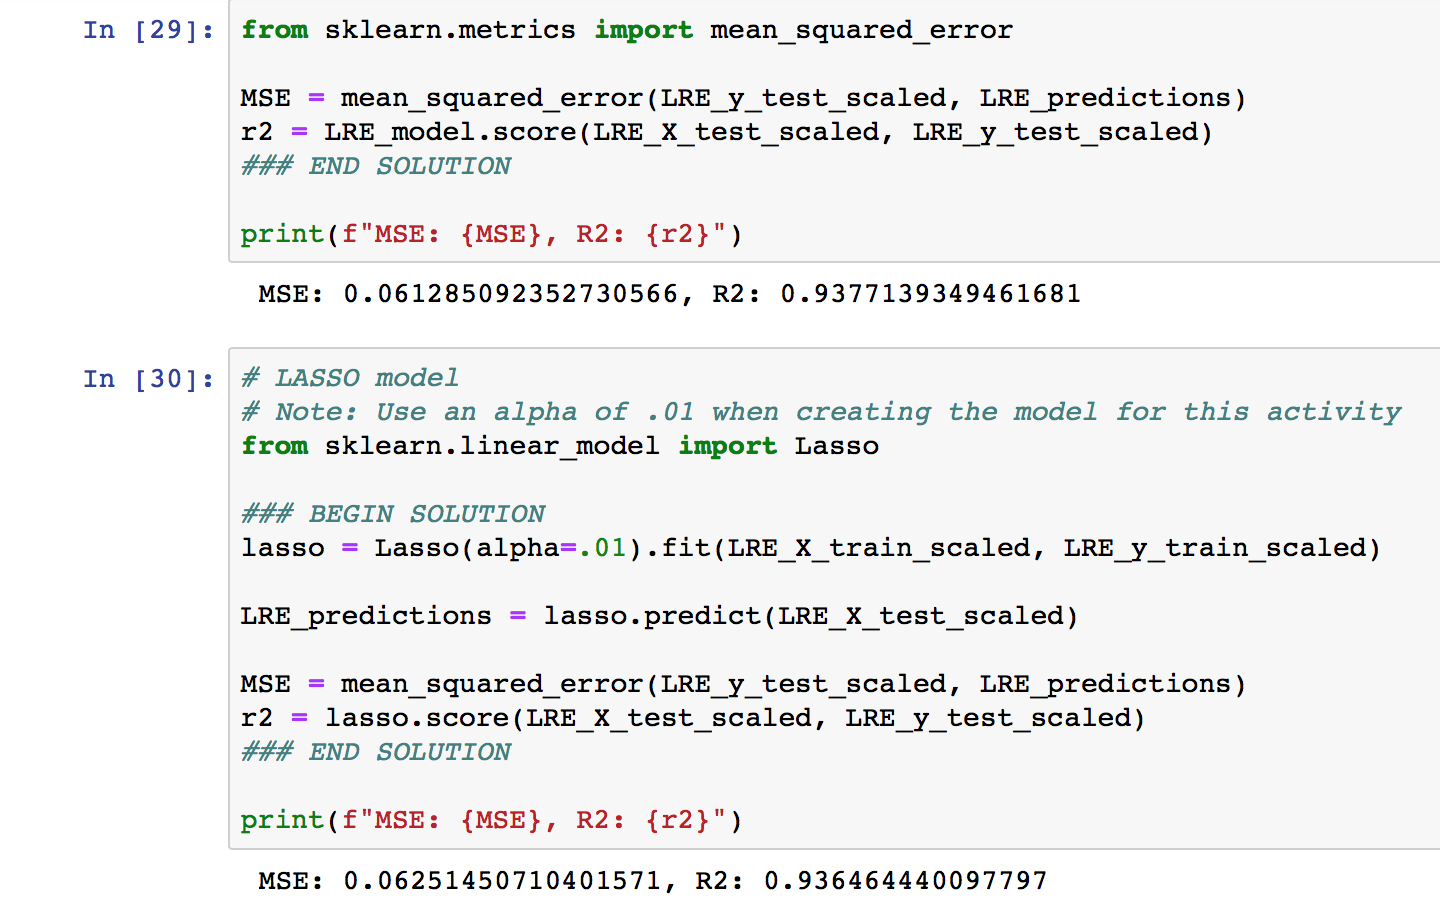 In [29]: from sklearn.metrics import mean_squared_error
MSE = mean_squared_error(LRE_y_test_scaled, LRE_predictions)
r2 = LRE_model.score(LRE_X_test_scaled, LRE_y_test_scaled)
### END SOLUTION
print(f"MSE: {MSE}, R2: {r2}")
MSE: 0.061285092352730566, R2: 0.9377139349461681
In [30]: # LASSO model
# Note: Use an alpha of .01 when creating the model for this activity
from sklearn.linear_model import Lasso
### BEGIN SOLUTION
lasso = Lasso(alpha=.01).fit(LRE_X_train_scaled, LRE_y_train_scaled)
LRE_predictions = lasso.predict(LRE_X_test_scaled)
MSE = mean_squared_error(LRE_y_test_scaled, LRE_predictions)
r2 = lasso.score(LRE_X_test_scaled, LRE_y_test_scaled)
### END SOLUTION
print(f"MSE: {MSE}, R2: {r2}")
MSE: 0.06251450710401571, R2: 0.936464440097797